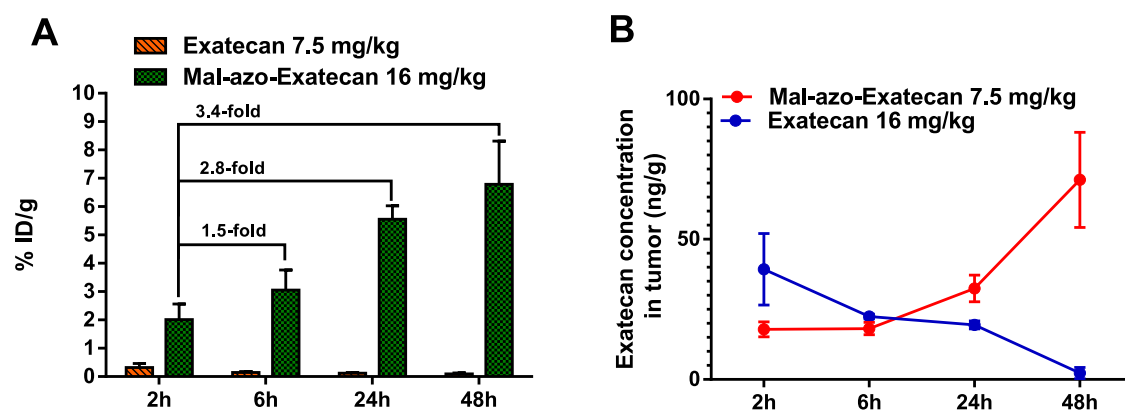 A
Exatecan 7.5 mg/kg
Mal-azo-Exatecan 16 mg/kg
% ID/g
10
9
8
7
6
5
4
3
2
1
0
3.4-fold
2.8-fold
1.5-fold
2h 6h 24h 48h
B
Mal-azo-Exatecan 7.5 mg/kg
Exatecan 16 mg/kg
Exatecan concentration
in tumor (ng/g)
100
50
0
2h 6h 24h 48h